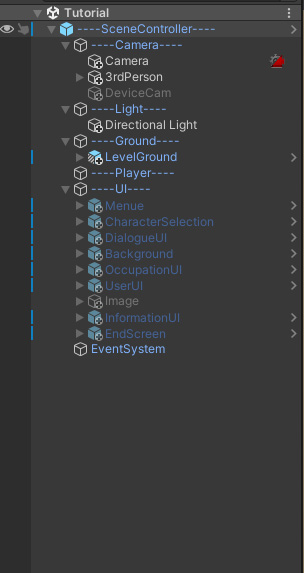 Tutorial
----SceneController----
----Camera----
Camera
3rdPerson
DeviceCam
----Light----
Directional Light
----Ground----
LevelGround
----Player----
----UI----
Menue
CharacterSelection
DialogueUI
Background
OccupationUI
UserUI
Image
InformationUI
EndScreen
EventSystem